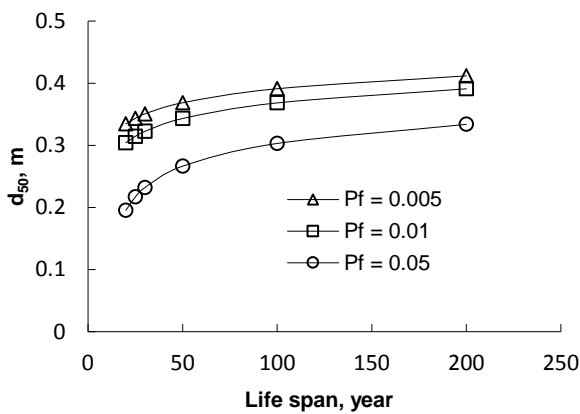 0.5
0.4
0.3
0.2
0.1
0
d50, m
Pf = 0.005
Pf = 0.01
Pf = 0.05
0 50 100 150 200 250
Life span, year